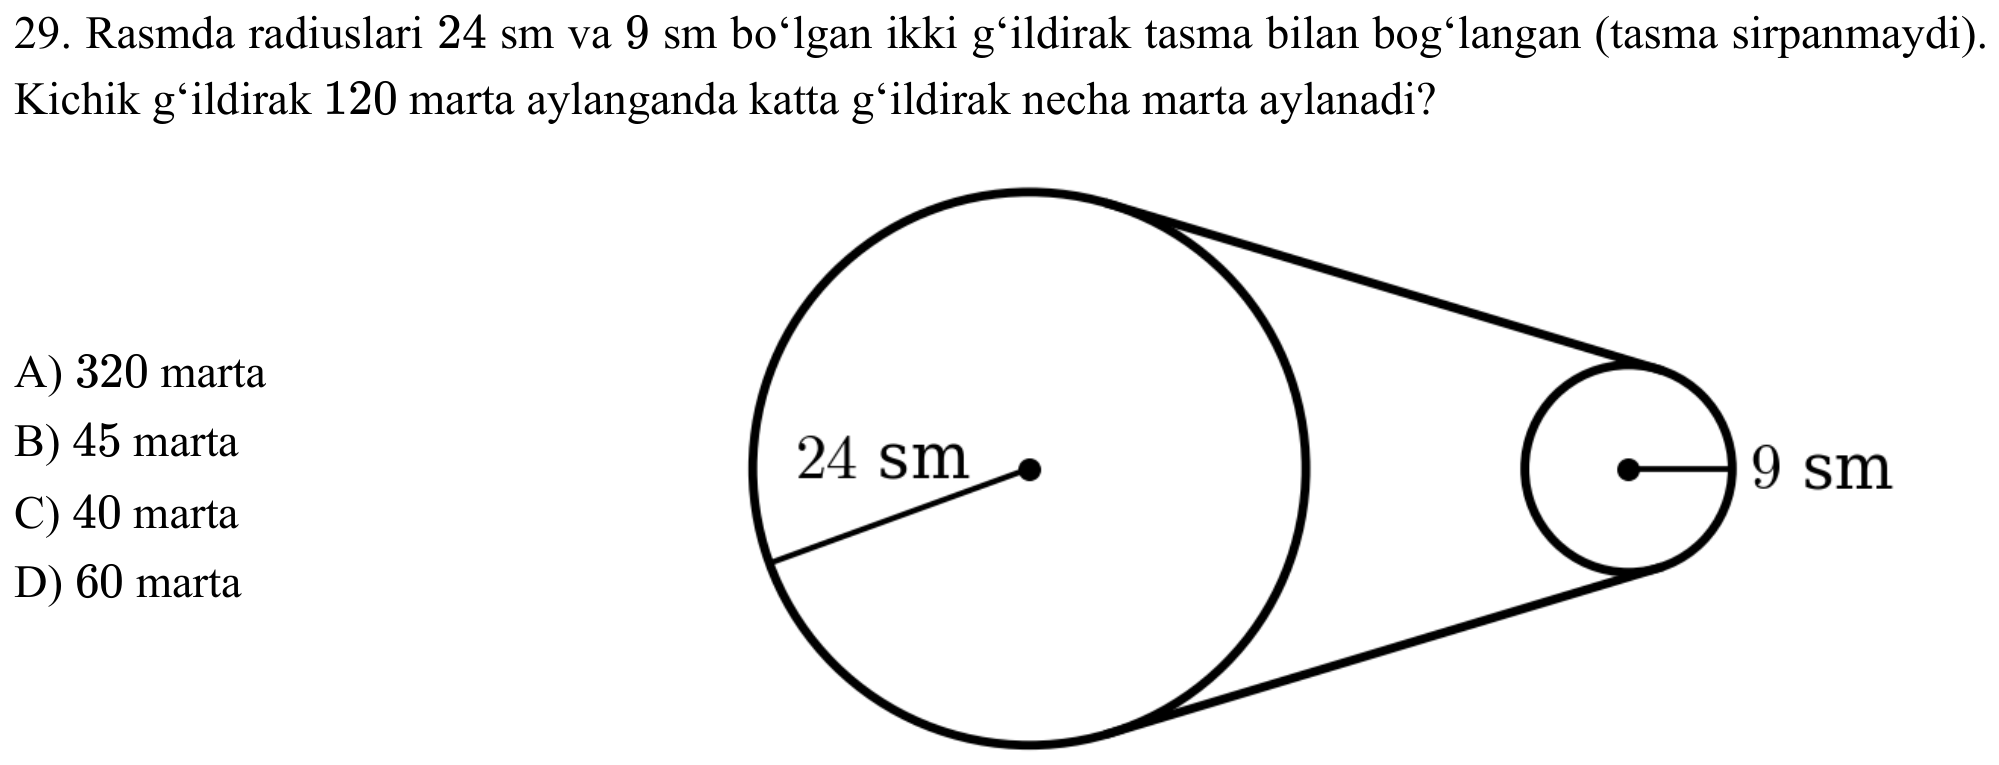 29. Rasmda radiuslari 24 sm va 9 sm bo‘lgan ikki g‘ildirak tasma bilan bog‘langan (tasma sirpanmaydi).
Kichik g‘ildirak 120 marta aylanganda katta g‘ildirak necha marta aylanadi?
A) 320 marta
B) 45 marta
C) 40 marta
D) 60 marta
24 sm
9 sm